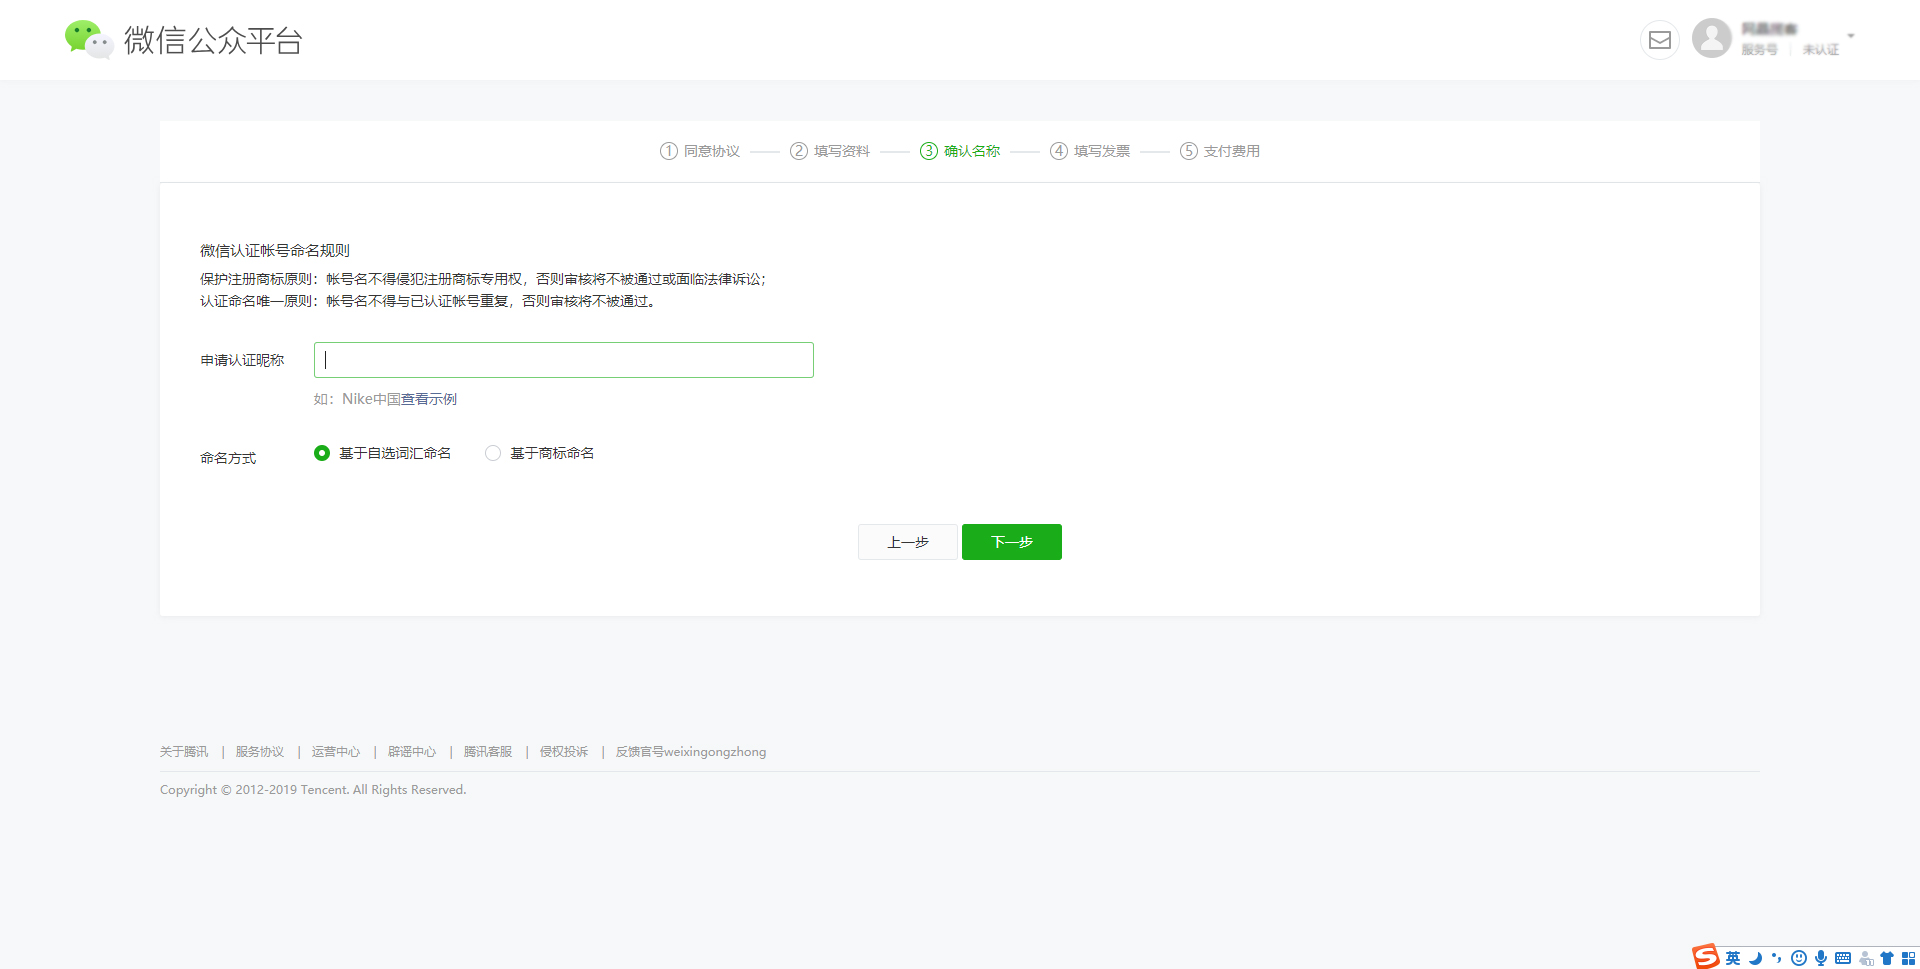 微信公众平台
服务号 未认证
① 同意协议 ② 填写资料 ③ 确认名称 ④ 填写发票 ⑤ 支付费用
微信认证帐号命名规则
保护注册商标原则：帐号名不得侵犯注册商标专用权，否则审核将不被通过或面临法律诉讼；
认证命名唯一原则：帐号名不得与已认证帐号重复，否则审核将不被通过。
申请认证昵称
如：Nike中国查看示例
命名方式 基于自选词汇命名 基于商标命名
上一步 下一步
关于腾讯 | 服务协议 | 运营中心 | 辟谣中心 | 腾讯客服 | 侵权投诉 | 反馈官号weixingongzhong
Copyright © 2012-2019 Tencent. All Rights Reserved.
S 英